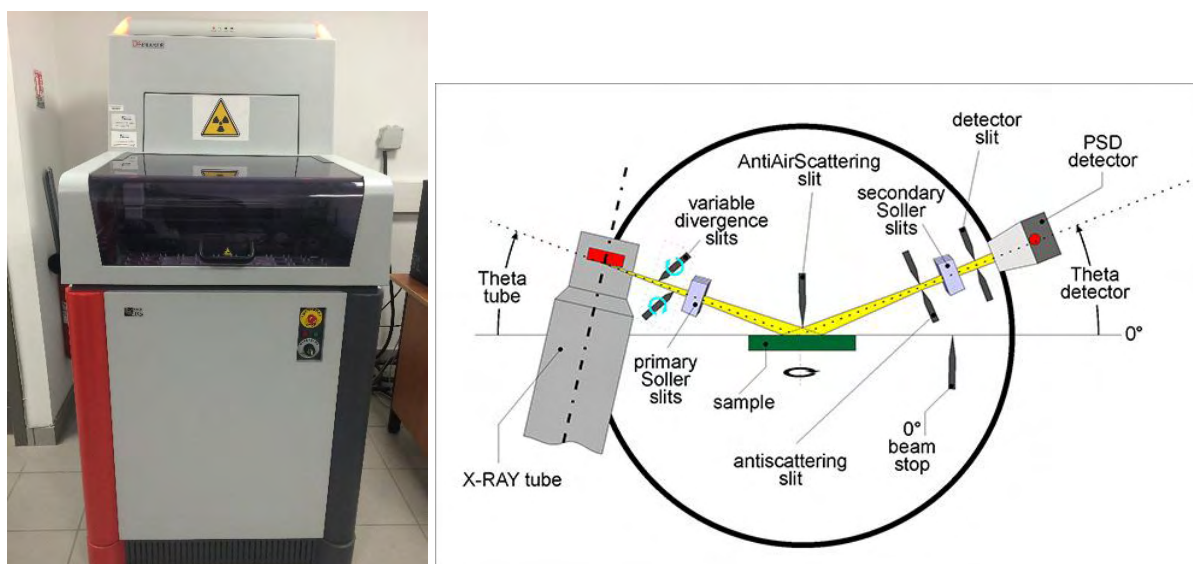 AntiAirScattering
slit
detector
slit
PSD
detector
variable
divergence
slits
secondary
Soller
slits
Theta
tube
Theta
detector
0°
primary
Soller
slits
sample
0°
beam
stop
antiscattering
slit
X-RAY tube